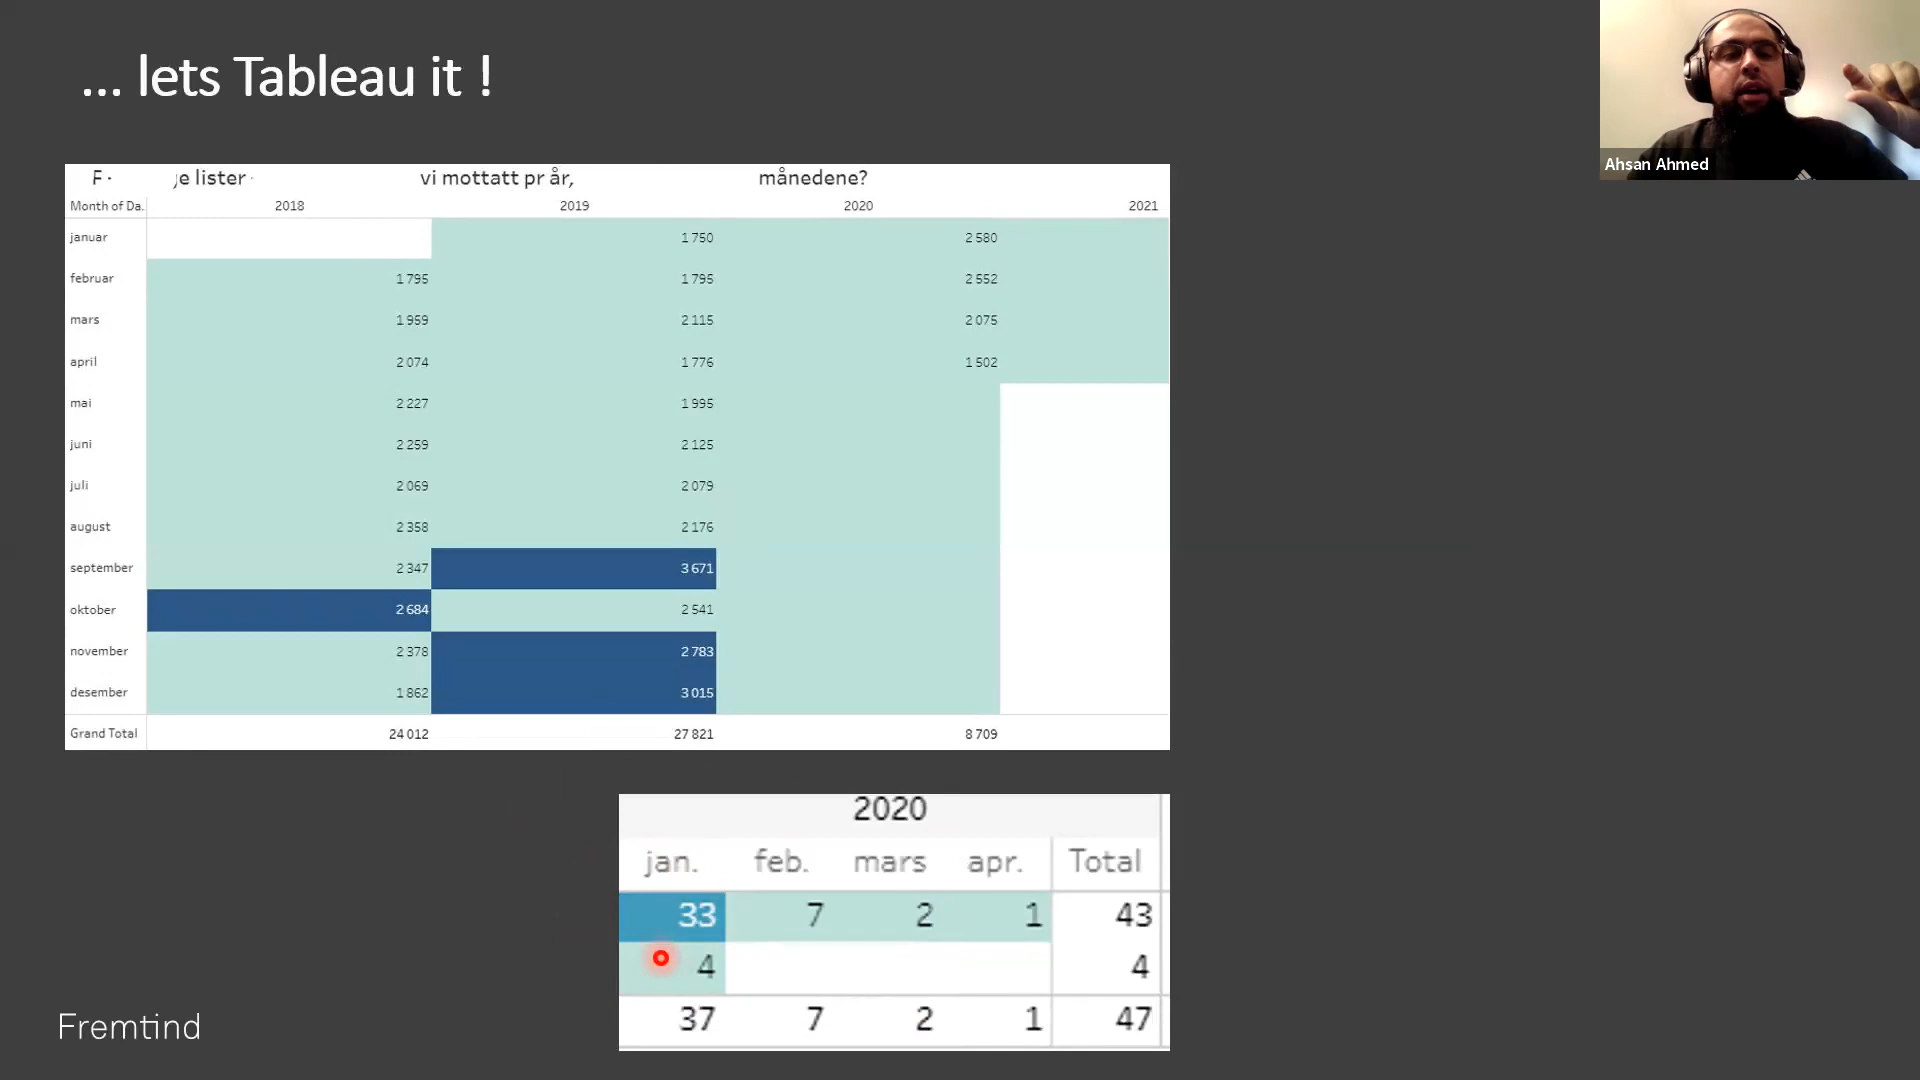 ... lets Tableau it !
Ahsan Ahmed
lister vi mottatt pr år, månedene?
Month of Da. 2018 2019 2020 2021
januar 1 750 2 580
februar 1 795 1 795 2 552
mars 1 959 2 115 2 075
april 2 074 1 776 1 502
mai 2 227 1 995
juni 2 259 2 125
juli 2 069 2 079
august 2 358 2 176
september 2 347 3 671
oktober 2 684 2 541
november 2 378 2 783
desember 1 862 3 015
Grand Total 24 012 27 821 8 709
2020
jan. feb. mars apr. Total
33 7 2 1 43
4 4
37 7 2 1 47
Fremtind